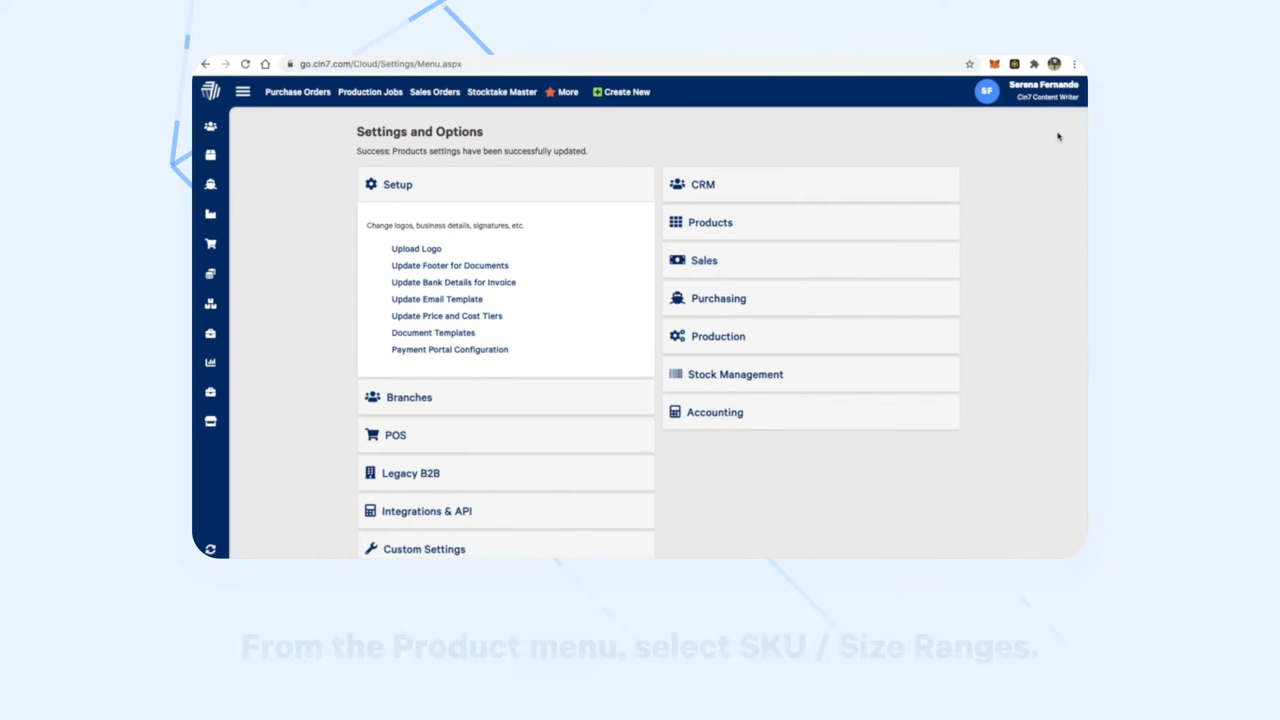 go.cin7.com/Cloud/Settings/Menu.aspx
Purchase Orders Production Jobs Sales Orders Stocktake Master More Create New
SF
Serena Fernando
Cin7 Content Writer
Settings and Options
Success: Products settings have been successfully updated.
Setup
Change logos, business details, signatures, etc.
Upload Logo
Update Footer for Documents
Update Bank Details for Invoice
Update Email Template
Update Price and Cost Tiers
Document Templates
Payment Portal Configuration
Branches
POS
Legacy B2B
Integrations & API
Custom Settings
CRM
Products
Sales
Purchasing
Production
Stock Management
Accounting
From the Product menu, select SKU / Size Ranges.